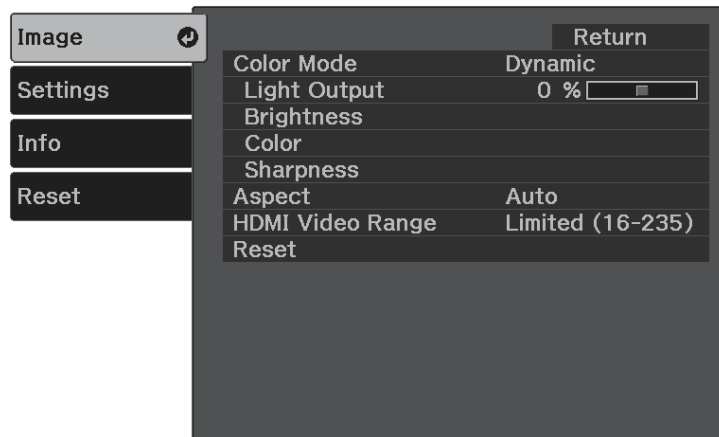 Image
Settings
Info
Reset
Return
Color Mode Dynamic
Light Output 0 %
Brightness
Color
Sharpness
Aspect Auto
HDMI Video Range Limited (16-235)
Reset